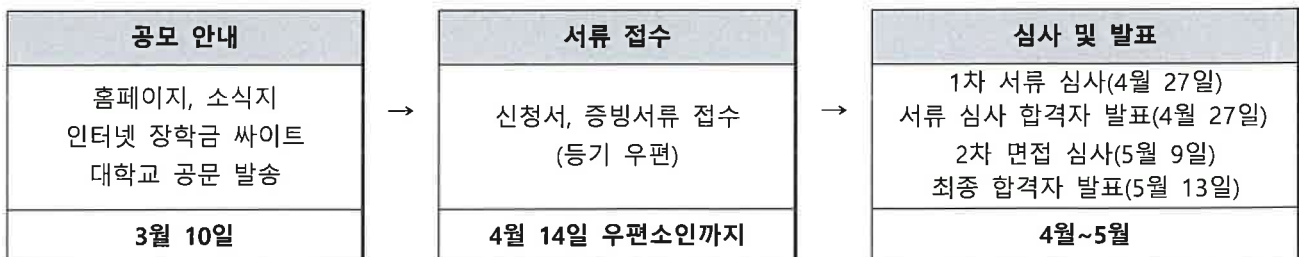 공모 안내
홈페이지, 소식지
인터넷 장학금 싸이트
대학교 공문 발송
3월 10일
→
서류 접수
신청서, 증빙서류 접수
(등기 우편)
4월 14일 우편소인까지
→
심사 및 발표
1차 서류 심사(4월 27일)
서류 심사 합격자 발표(4월 27일)
2차 면접 심사(5월 9일)
최종 합격자 발표(5월 13일)
4월~5월